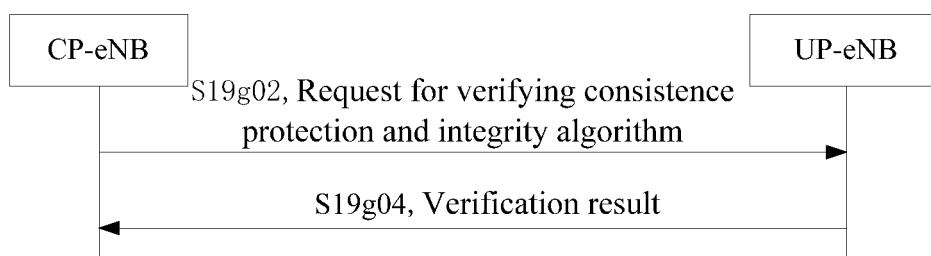 CP-eNB
UP-eNB
S19g02, Request for verifying consistence
protection and integrity algorithm
S19g04, Verification result